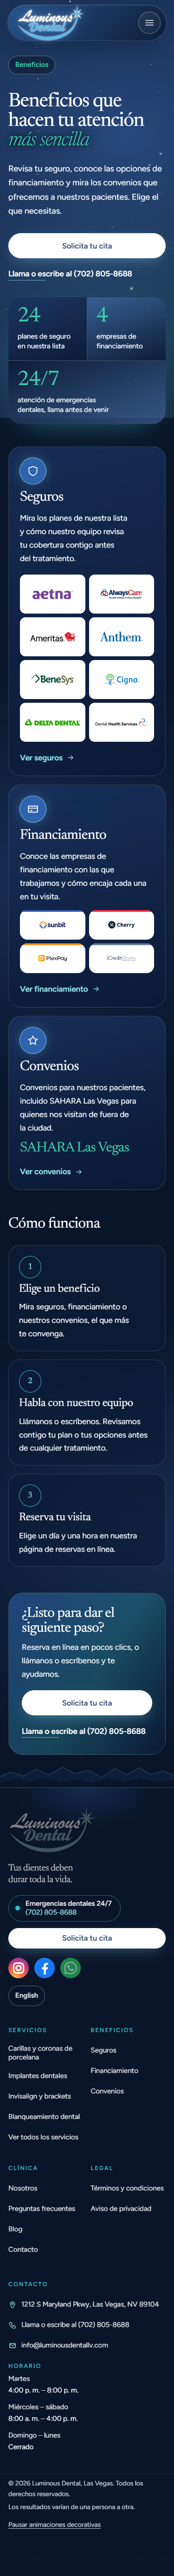 Luminous
Dental
Beneficios
Beneficios que
hacen tu atención
más sencilla
Revisa tu seguro, conoce las opciones de
financiamiento y mira los convenios que
ofrecemos a nuestros pacientes. Elige el
que necesitas.
Solicita tu cita
Llama o escribe al (702) 805-8688
24
planes de seguro
en nuestra lista
4
empresas de
financiamiento
24/7
atención de emergencias
dentales, llama antes de venir
Seguros
Mira los planes de nuestra lista
y cómo nuestro equipo revisa
tu cobertura contigo antes
del tratamiento.
aetna
AlwaysCare
Ameritas
Anthem
BeneSys
Cigna
DELTA DENTAL
Dental Health Services
Ver seguros →
Financiamiento
Conoce las empresas de
financiamiento con las que
trabajamos y cómo encaja cada una
en tu visita.
sunbit
Cherry
PlexPay
iCreditWorks
Ver financiamiento →
Convenios
Convenios para nuestros pacientes,
incluido SAHARA Las Vegas para
quienes nos visitan de fuera de
la ciudad.
SAHARA Las Vegas
Ver convenios →
Cómo funciona
1
Elige un beneficio
Mira seguros, financiamiento o
nuestros convenios, el que más
te convenga.
2
Habla con nuestro equipo
Llámanos o escríbenos. Revisamos
contigo tu plan o tus opciones antes
de cualquier tratamiento.
3
Reserva tu visita
Elige un día y una hora en nuestra
página de reservas en línea.
¿Listo para dar el
siguiente paso?
Reserva en línea en pocos clics, o
llámanos o escríbenos y te
ayudamos.
Solicita tu cita
Llama o escribe al (702) 805-8688
Luminous
Dental
Tus dientes deben
durar toda la vida.
Emergencias dentales 24/7
(702) 805-8688
Solicita tu cita
English
SERVICIOS
Carillas y coronas de
porcelana
Implantes dentales
Invisalign y brackets
Blanqueamiento dental
Ver todos los servicios
BENEFICIOS
Seguros
Financiamiento
Convenios
CLÍNICA
Nosotros
Preguntas frecuentes
Blog
Contacto
LEGAL
Términos y condiciones
Aviso de privacidad
CONTACTO
1212 S Maryland Pkwy, Las Vegas, NV 89104
Llama o escribe al (702) 805-8688
info@luminousdentallv.com
HORARIO
Martes
4:00 p. m. – 8:00 p. m.
Miércoles – sábado
8:00 a. m. – 4:00 p. m.
Domingo – lunes
Cerrado
© 2026 Luminous Dental, Las Vegas. Todos los
derechos reservados.
Los resultados varían de una persona a otra.
Pausar animaciones decorativas